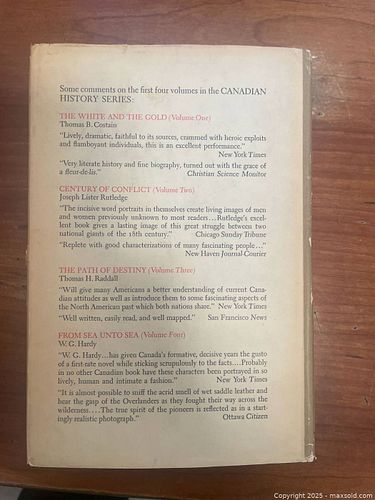 Some comments on the first four volumes in the CANADIAN
HISTORY SERIES:
THE WHITE AND THE GOLD (Volume One)
Thomas B. Costain
"Lively, dramatic, faithful to its sources, crammed with heroic exploits
and flamboyant individuals, this is an excellent performance."
New York Times
"Very literate history and fine biography, turned out with the grace of
a fleur-de-lis." Christian Science Monitor
CENTURY OF CONFLICT (Volume Two)
Joseph Lister Rutledge
"The incisive word portraits in themselves create living images of men
and women previously unknown to most readers...Rutledge's excel-
lent book gives a lasting image of this great struggle between two
national giants of the 18th century." Chicago Sunday Tribune
"Replete with good characterizations of many fascinating people..."
New Haven Journal-Courier
THE PATH OF DESTINY (Volume Three)
Thomas H. Raddall
"Will give many Americans a better understanding of current Cana-
dian attitudes as well as introduce them to some fascinating aspects of
the North American past which both nations share." New York Times
"Well written, easily read, and well mapped." San Francisco News
FROM SEA UNTO SEA (Volume Four)
W. G. Hardy
"W. G. Hardy...has given Canada's formative, decisive years the gusto
of a first-rate novel while sticking scrupulously to the facts....Probably
in no other Canadian book have these characters been portrayed in so
lively, human and intimate a fashion." New York Times
"It is almost possible to sniff the acrid smell of wet saddle leather and
hear the gasp of the Overlanders as they fought their way across the
wilderness....The true spirit of the pioneers is reflected as in a start-
ingly realistic photograph." Ottawa Citizen
Copyright 2025 - maxsold.com